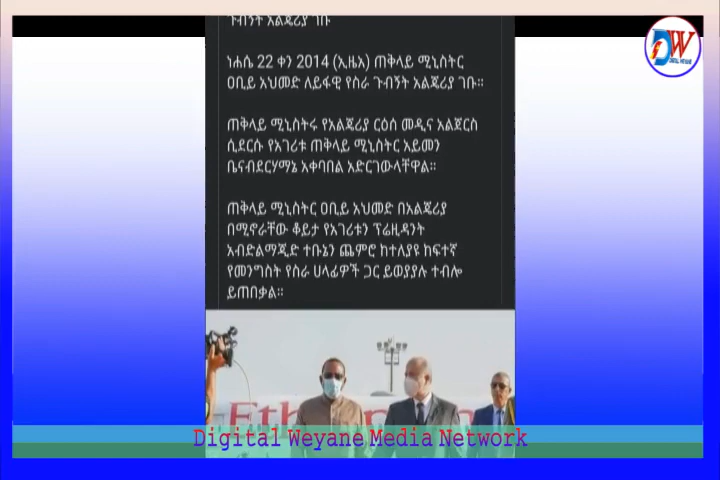 ጉብኝት አልጄሪያ ገቡ
ነሐሴ 22 ቀን 2014 (ኢዜአ) ጠቅላይ ሚኒስትር
ዐቢይ አህመድ ለይፋዊ የስራ ጉብኝት አልጄሪያ ገቡ።
ጠቅላይ ሚኒስትሩ የአልጄሪያ ርዕሰ መዲና አልጀርስ
ሲደርሱ የአገሪቱ ጠቅላይ ሚኒስትር አይመን
ቤናብደርሃማኔ አቀባበል አድርገውላቸዋል።
ጠቅላይ ሚኒስትር ዐቢይ አህመድ በአልጄሪያ
በሚኖራቸው ቆይታ የአገሪቱን ፕሬዚዳንት
አብድልማጂድ ተቡኔን ጨምሮ ከተለያዩ ከፍተኛ
የመንግስት የስራ ሀላፊዎች ጋር ይወያያሉ ተብሎ
ይጠበቃል።
DW
DIGITAL WEYANE
Digital Weyane Media Network